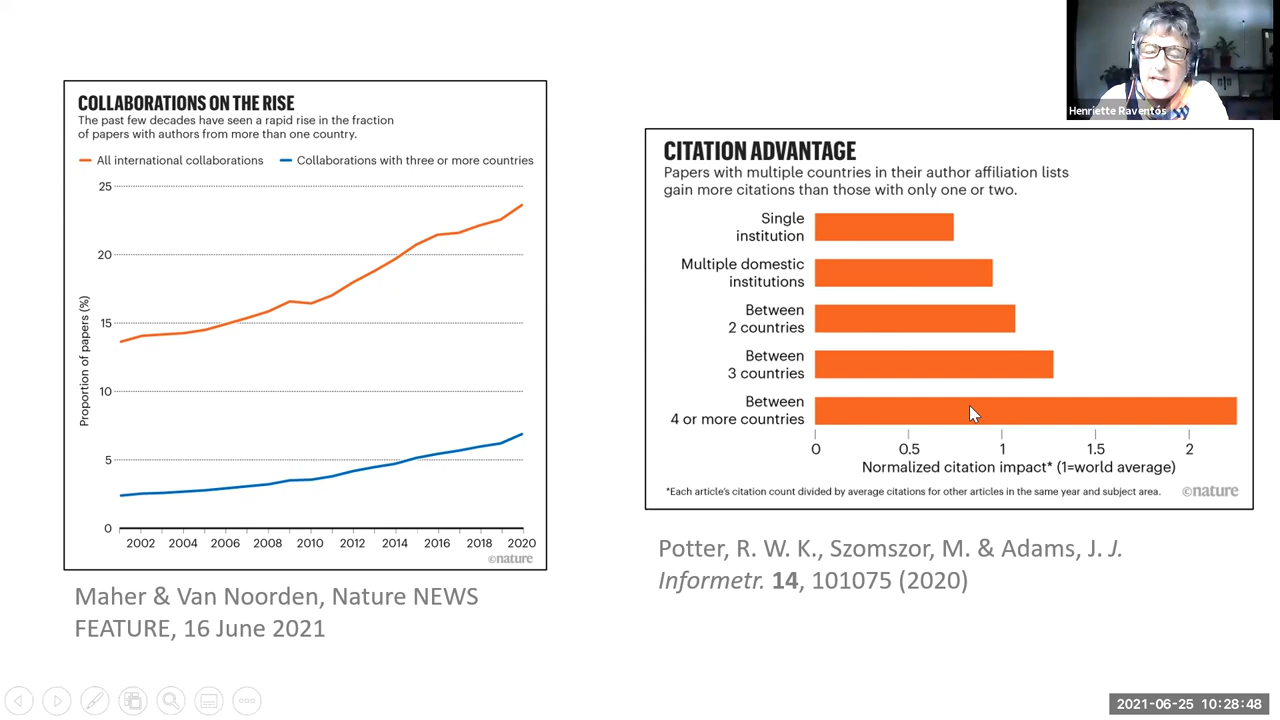 Henriette Raventós
COLLABORATIONS ON THE RISE
The past few decades have seen a rapid rise in the fraction
of papers with authors from more than one country.
All international collaborations
Collaborations with three or more countries
Proportion of papers (%)
25
20
15
10
5
0
2002 2004 2006 2008 2010 2012 2014 2016 2018 2020
©nature
Maher & Van Noorden, Nature NEWS
FEATURE, 16 June 2021
CITATION ADVANTAGE
Papers with multiple countries in their author affiliation lists
gain more citations than those with only one or two.
Single
institution
Multiple domestic
institutions
Between
2 countries
Between
3 countries
Between
4 or more countries
0 0.5 1 1.5 2
Normalized citation impact* (1=world average)
*Each article's citation count divided by average citations for other articles in the same year and subject area.
©nature
Potter, R. W. K., Szomszor, M. & Adams, J. J.
Informetr. 14, 101075 (2020)
2021-06-25 10:28:48